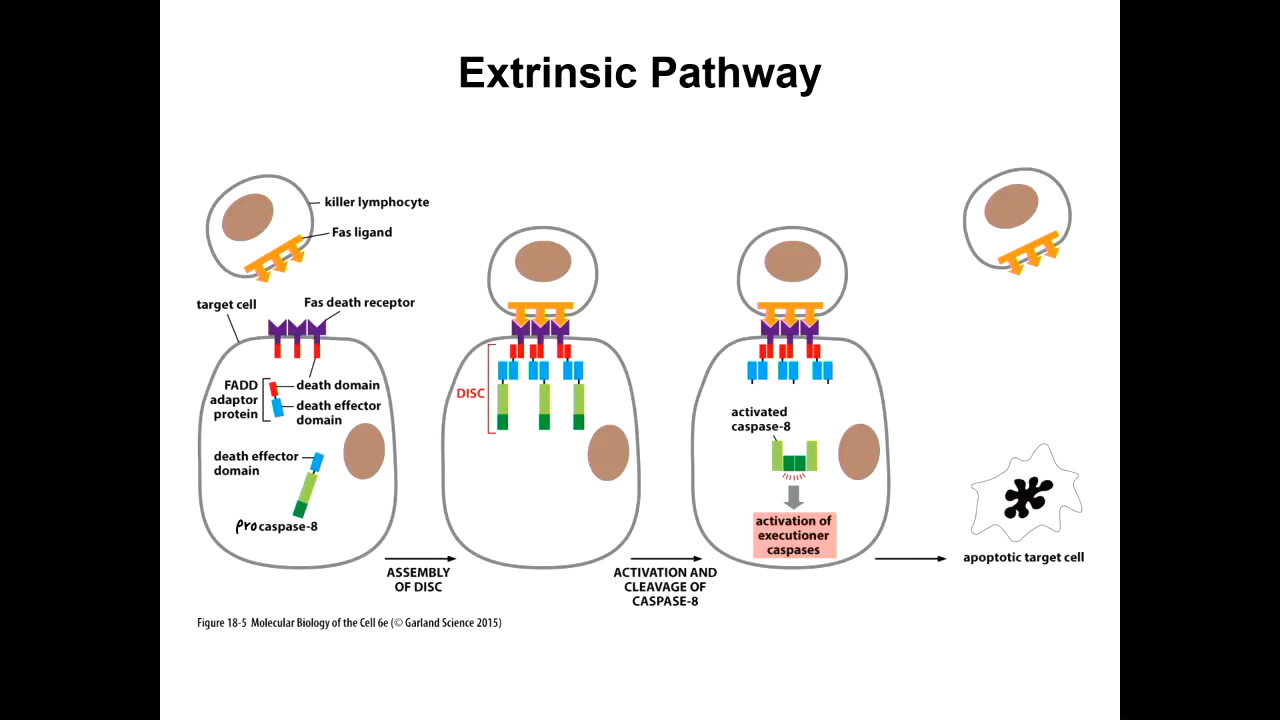 Extrinsic Pathway
killer lymphocyte
Fas ligand
target cell
Fas death receptor
FADD
adaptor
protein
death domain
death effector
domain
death effector
domain
pro caspase-8
ASSEMBLY
OF DISC
DISC
ACTIVATION AND
CLEAVAGE OF
CASPASE-8
activated
caspase-8
activation of
executioner
caspases
apoptotic target cell
Figure 18-5 Molecular Biology of the Cell 6e (© Garland Science 2015)